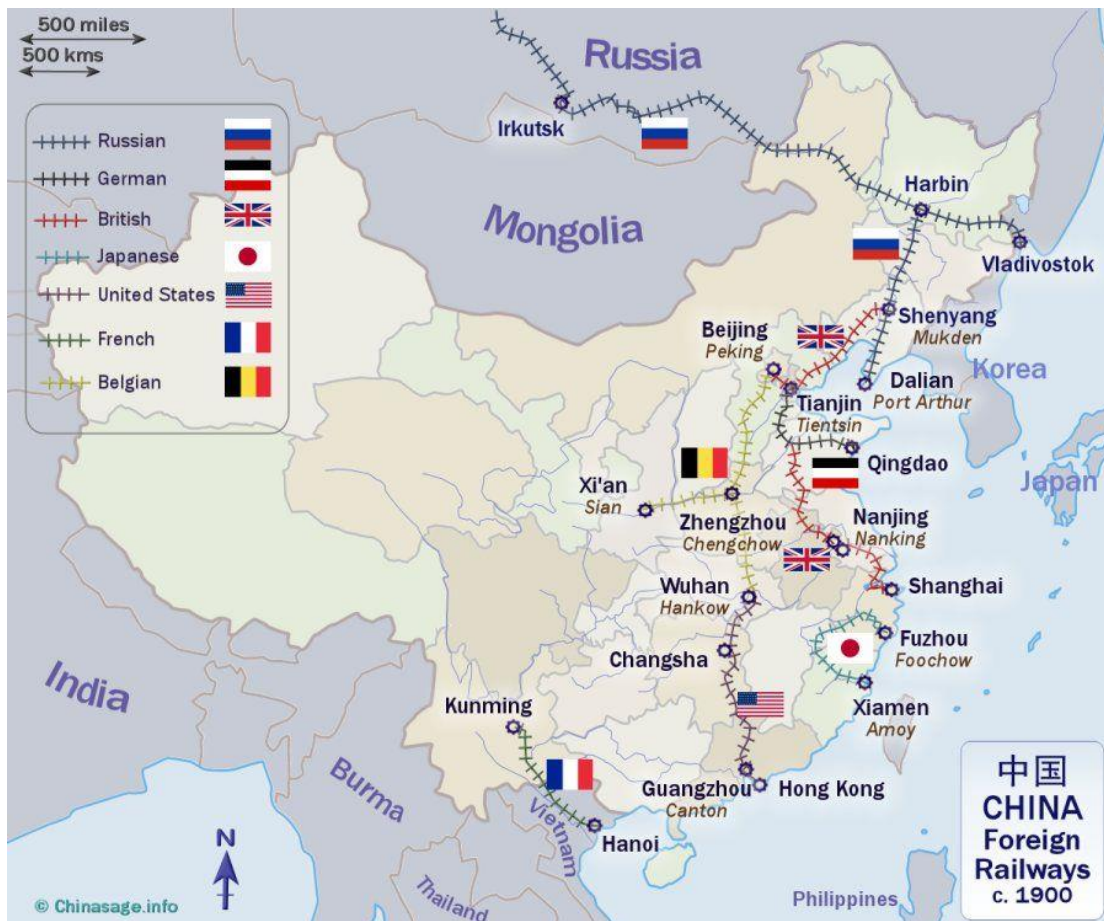 500 miles
500 kms
Russian
German
British
Japanese
United States
French
Belgian
Russia
Irkutsk
Mongolia
Harbin
Vladivostok
Shenyang
Mukden
Beijing
Peking
Korea
Dalian
Port Arthur
Tianjin
Tientsin
Qingdao
Japan
Xi'an
Sian
Zhengzhou
Chengchow
Nanjing
Nanking
Wuhan
Hankow
Shanghai
Fuzhou
Foochow
Changsha
India
Kunming
Xiamen
Amoy
Burma
Guangzhou
Canton
Hong Kong
Vietnam
Hanoi
Thailand
Philippines
N
中国
CHINA
Foreign
Railways
c. 1900
© Chinasage.info